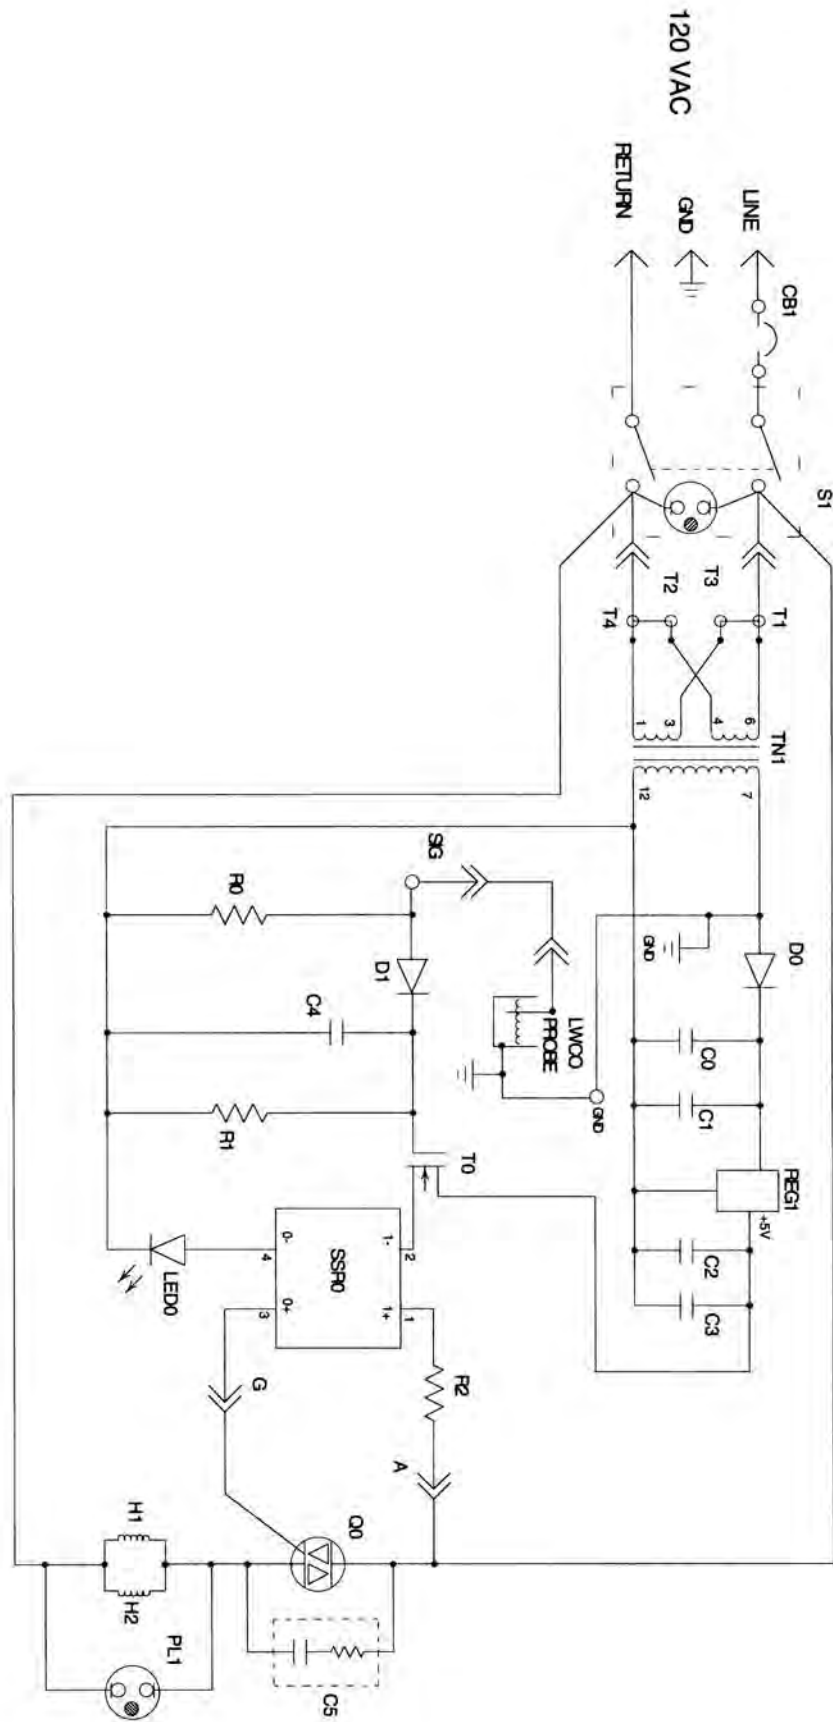 120 VAC
LINE
GND
RETURN
CB1
S1
T1
T3
T2
T4
TN1
6
4
3
1
7
12
D0
GND
C0
C1
REG1
+5V
C2
C3
SIG
LWCO
PROBE
GND
R0
D1
C4
R1
T0
SSR0
1-
2
1+
1
0-
4
0+
3
LED0
R2
A
G
Q0
H1
H2
PL1
C5